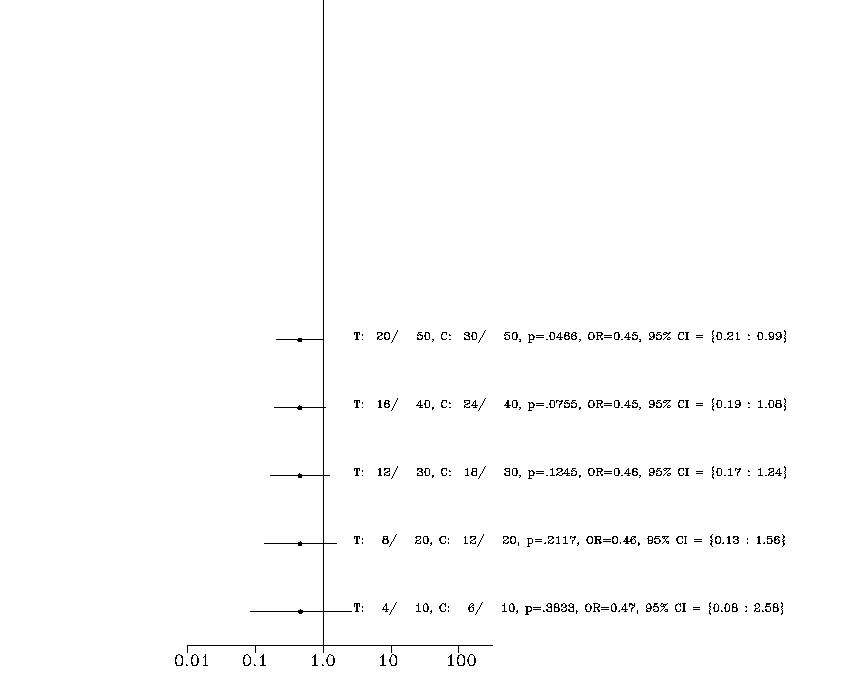 T: 20/ 50, C: 30/ 50, p=.0466, OR=0.45, 95% CI = {0.21 : 0.99}
T: 16/ 40, C: 24/ 40, p=.0755, OR=0.45, 95% CI = {0.19 : 1.08}
T: 12/ 30, C: 18/ 30, p=.1245, OR=0.46, 95% CI = {0.17 : 1.24}
T: 8/ 20, C: 12/ 20, p=.2117, OR=0.46, 95% CI = {0.13 : 1.56}
T: 4/ 10, C: 6/ 10, p=.3833, OR=0.47, 95% CI = {0.08 : 2.58}
0.01 0.1 1.0 10 100